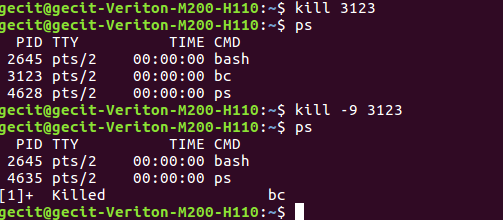 gecit@gecit-Veriton-M200-H110:~$ kill 3123
gecit@gecit-Veriton-M200-H110:~$ ps
  PID TTY          TIME CMD
 2645 pts/2    00:00:00 bash
 3123 pts/2    00:00:00 bc
 4628 pts/2    00:00:00 ps
gecit@gecit-Veriton-M200-H110:~$ kill -9 3123
gecit@gecit-Veriton-M200-H110:~$ ps
  PID TTY          TIME CMD
 2645 pts/2    00:00:00 bash
 4635 pts/2    00:00:00 ps
[1]+  Killed                  bc
gecit@gecit-Veriton-M200-H110:~$